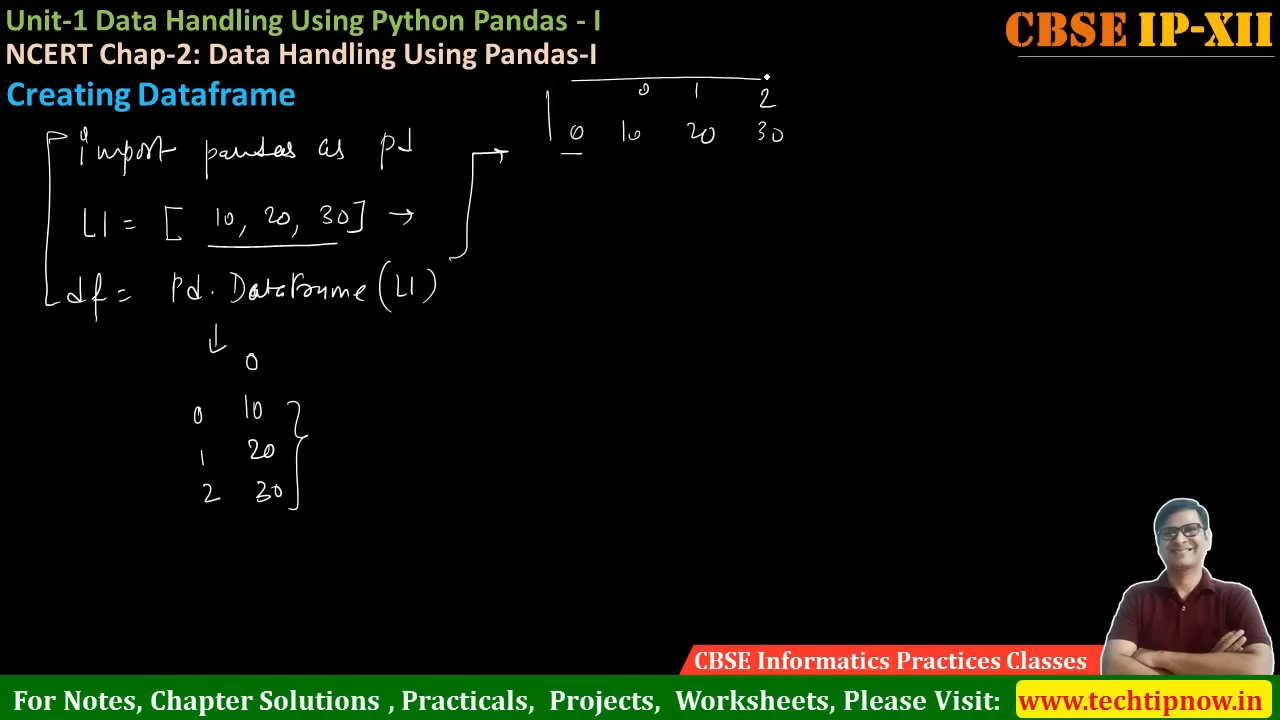 Unit-1 Data Handling Using Python Pandas - I
CBSE IP-XII
NCERT Chap-2: Data Handling Using Pandas-I
Creating Dataframe
import pandas as pd
L1 = [ 10, 20, 30] →
df = pd. DataFrame (L1)
↓
0
0 10
1 20
2 30
0 1 2
0 10 20 30
CBSE Informatics Practices Classes
For Notes, Chapter Solutions , Practicals, Projects, Worksheets, Please Visit: www.techtipnow.in